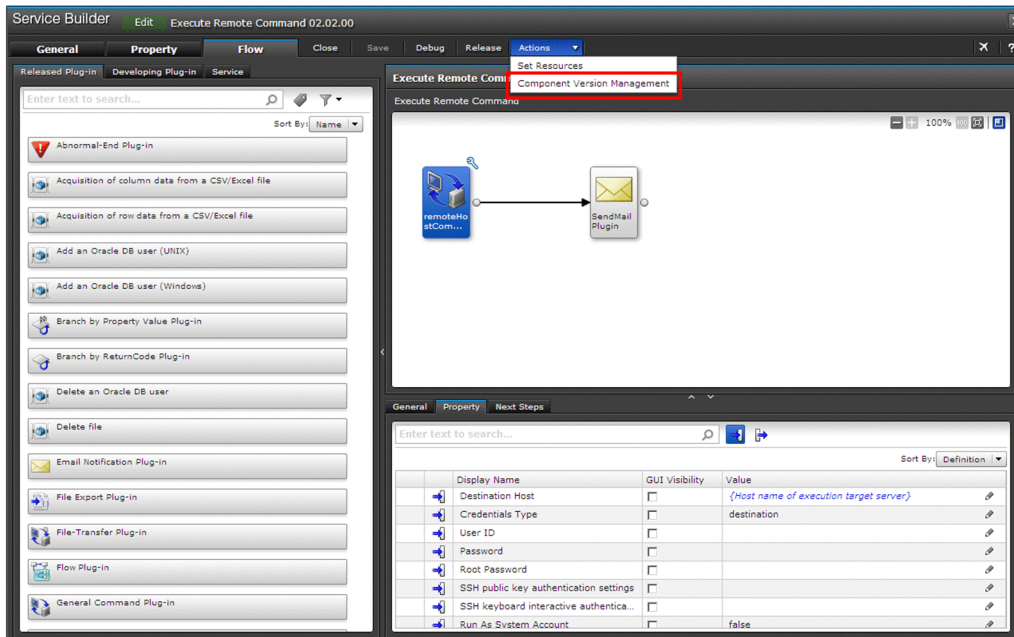 Service Builder Edit Execute Remote Command 02.02.00
General Property Flow Close Save Debug Release Actions
Set Resources
Component Version Management
Released Plug-in Developing Plug-in Service
Enter text to search...
Sort By: Name
Abnormal-End Plug-in
Acquisition of column data from a CSV/Excel file
Acquisition of row data from a CSV/Excel file
Add an Oracle DB user (UNIX)
Add an Oracle DB user (Windows)
Branch by Property Value Plug-in
Branch by ReturnCode Plug-in
Delete an Oracle DB user
Delete file
Email Notification Plug-in
File Export Plug-in
File-Transfer Plug-in
Flow Plug-in
General Command Plug-in
Execute Remote Com
Execute Remote Command
100% 100
remoteHo
stCom...
SendMail
Plugin
General Property Next Steps
Enter text to search...
Sort By: Definition
Display Name GUI Visibility Value
Destination Host {Host name of execution target server}
Credentials Type destination
User ID
Password
Root Password
SSH public key authentication settings
SSH keyboard interactive authentica...
Run As System Account false